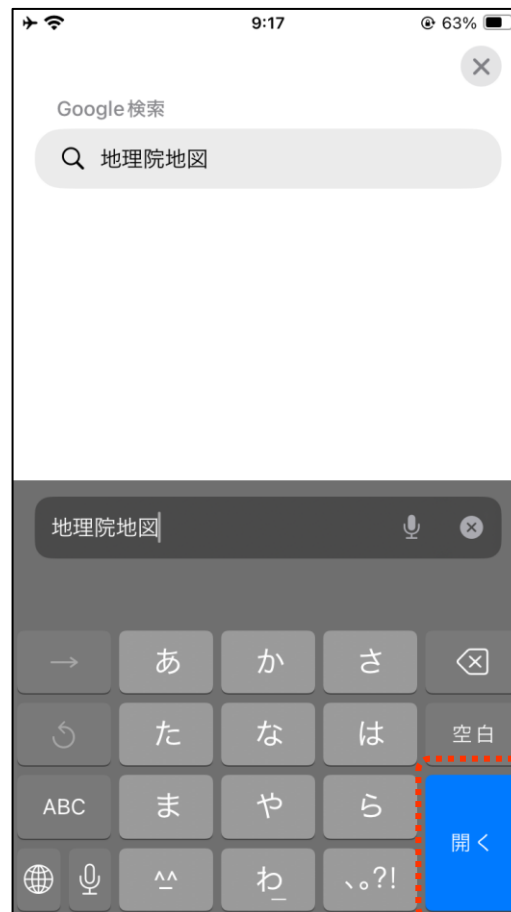 9:17
63%
Google検索
地理院地図
地理院地図
→ あ か さ
た な は 空白
ABC ま や ら
開く
^^ わ 、。?!